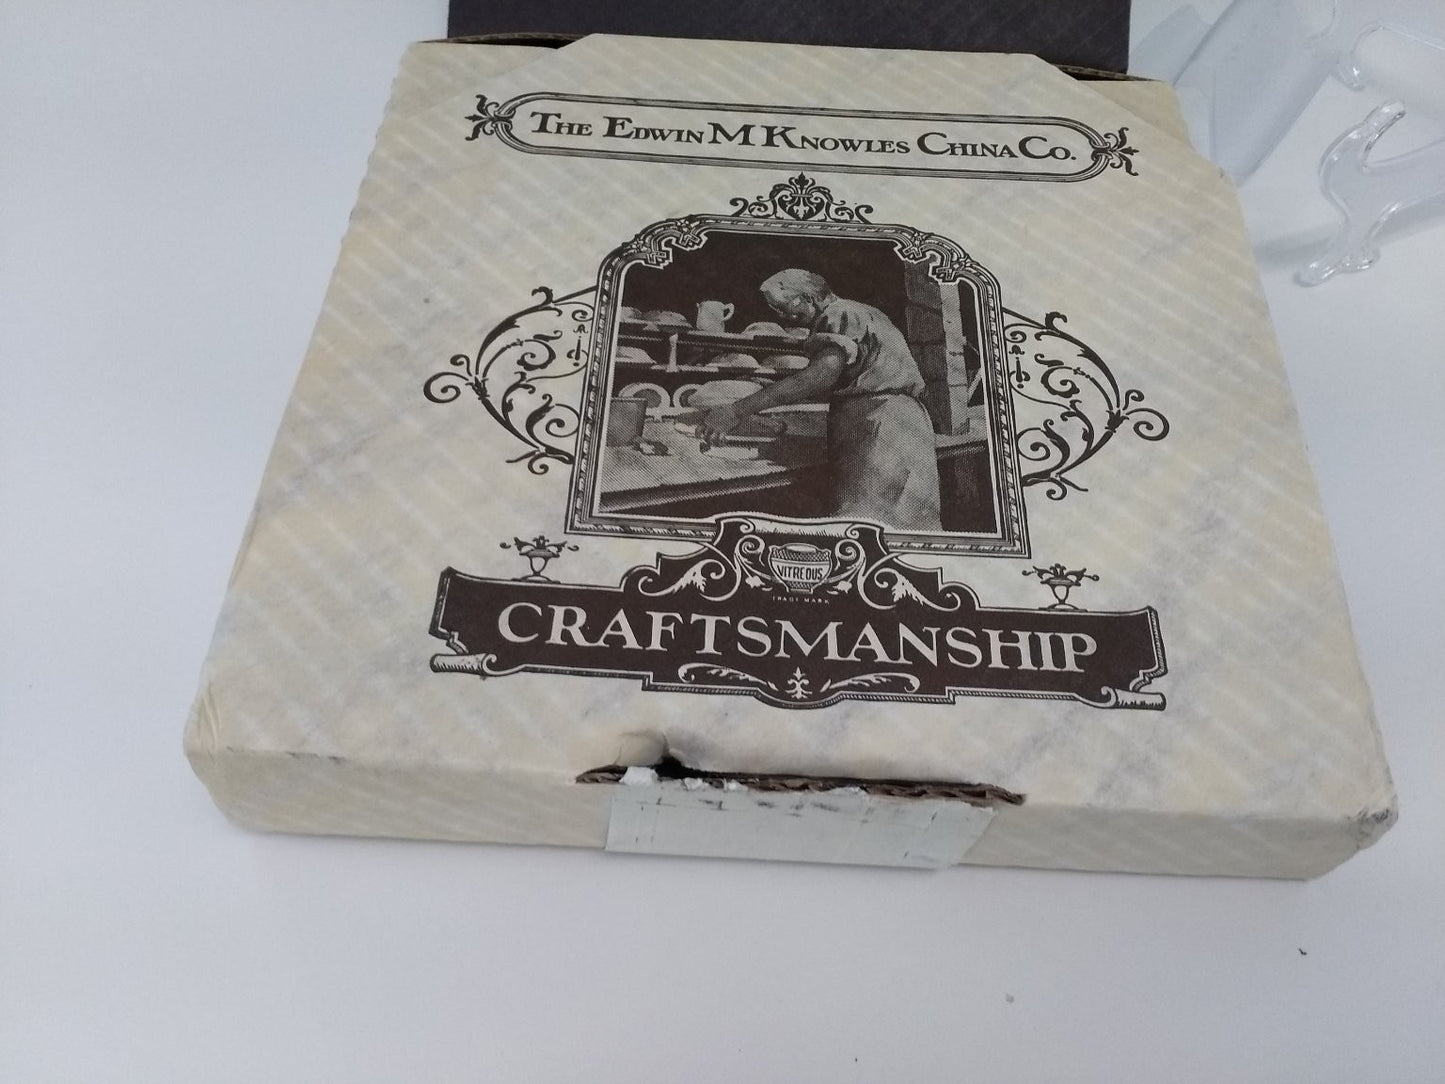 The Edwin M Knowles China Co.
VITREOUS
TRADE MARK
CRAFTSMANSHIP